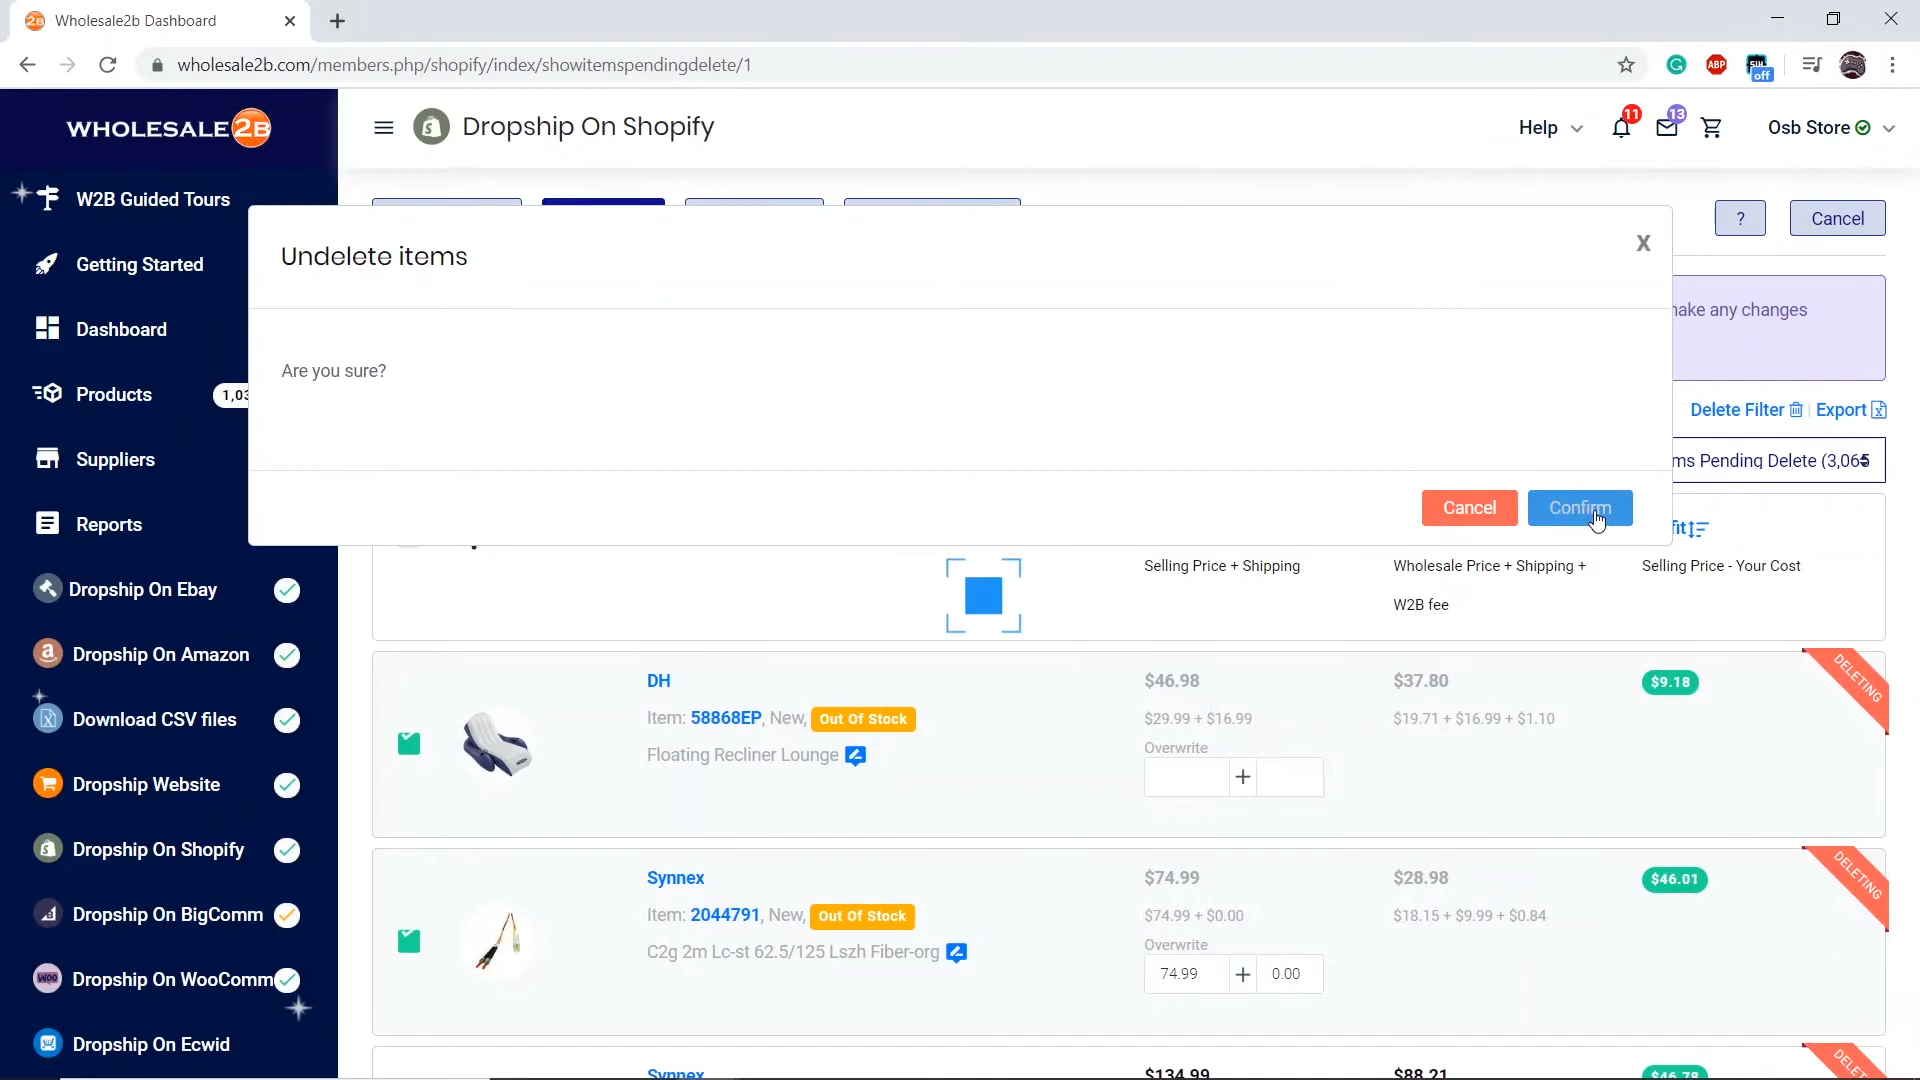 Wholesale2b Dashboard
wholesale2b.com/members.php/shopify/index/showitemspendingdelete/1
ABP
off
WHOLESALE2B
Dropship On Shopify
Help
11
13
Osb Store
W2B Guided Tours
Getting Started
Dashboard
Products
1,03
Suppliers
Reports
Dropship On Ebay
Dropship On Amazon
Download CSV files
Dropship Website
Dropship On Shopify
Dropship On BigComm
Dropship On WooComm
Dropship On Ecwid
?
Cancel
Undelete items
X
Are you sure?
Cancel
Confirm
make any changes
Delete Filter | Export
ms Pending Delete (3,065
fit
Selling Price + Shipping
Wholesale Price + Shipping +
W2B fee
Selling Price - Your Cost
DH
Item: 58868EP, New, Out Of Stock
Floating Recliner Lounge
$46.98
$29.99 + $16.99
Overwrite
+
$37.80
$19.71 + $16.99 + $1.10
$9.18
DELETING
Synnex
Item: 2044791, New, Out Of Stock
C2g 2m Lc-st 62.5/125 Lszh Fiber-org
$74.99
$74.99 + $0.00
Overwrite
74.99 + 0.00
$28.98
$18.15 + $9.99 + $0.84
$46.01
DELETING
Synnex
$134.99
$88.21
$46.78